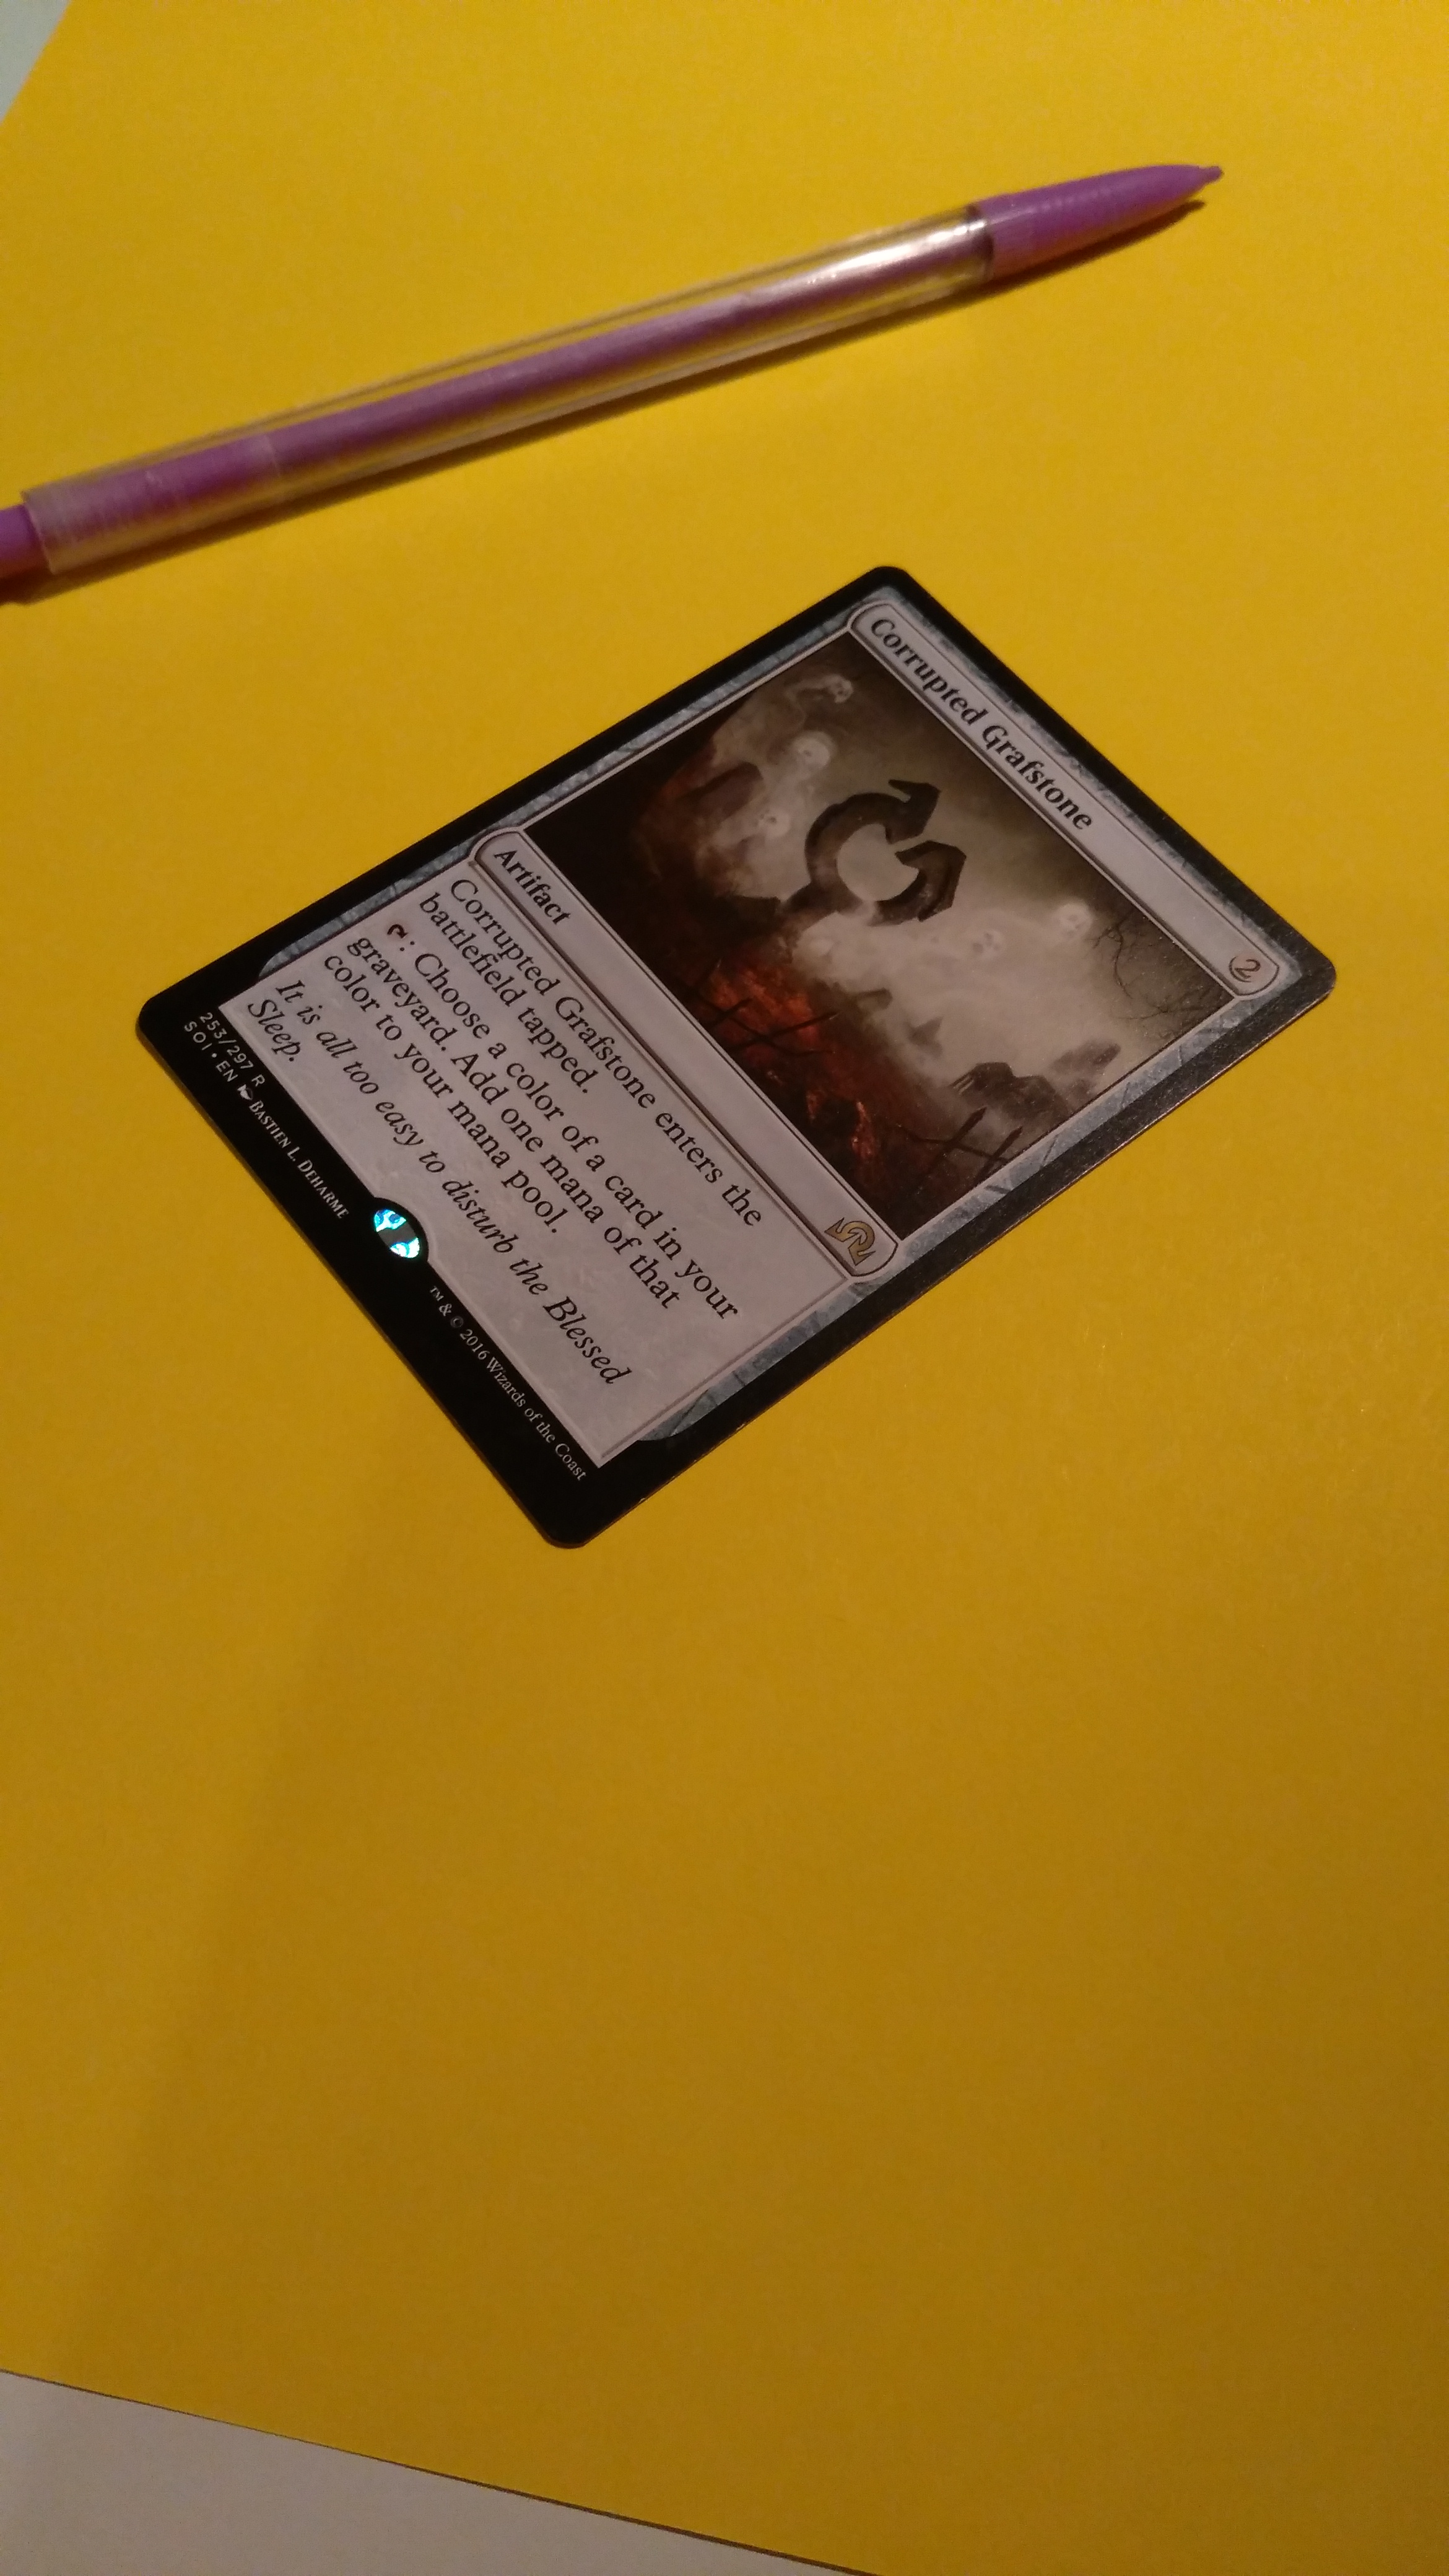 Corrupted Grafstone
2
Artifact
Corrupted Grafstone enters the
battlefield tapped.
: Choose a color of a card in your
graveyard. Add one mana of that
color to your mana pool.
It is all too easy to disturb the Blessed
Sleep.
253/297 R
SOI • EN BASTIEN L. DEHARME
™ & © 2016 Wizards of the Coast